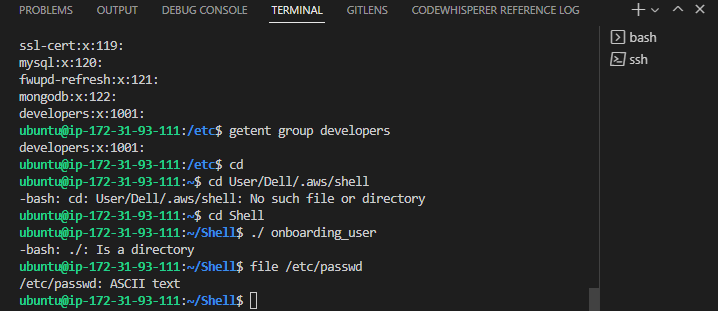 PROBLEMS OUTPUT DEBUG CONSOLE TERMINAL GITLENS CODEWHISPERER REFERENCE LOG
ssl-cert:x:119:
mysql:x:120:
fwupd-refresh:x:121:
mongodb:x:122:
developers:x:1001:
ubuntu@ip-172-31-93-111:/etc$ getent group developers
developers:x:1001:
ubuntu@ip-172-31-93-111:/etc$ cd
ubuntu@ip-172-31-93-111:~$ cd User/Dell/.aws/shell
-bash: cd: User/Dell/.aws/shell: No such file or directory
ubuntu@ip-172-31-93-111:~$ cd Shell
ubuntu@ip-172-31-93-111:~/Shell$ ./ onboarding_user
-bash: ./: Is a directory
ubuntu@ip-172-31-93-111:~/Shell$ file /etc/passwd
/etc/passwd: ASCII text
ubuntu@ip-172-31-93-111:~/Shell$
bash
ssh